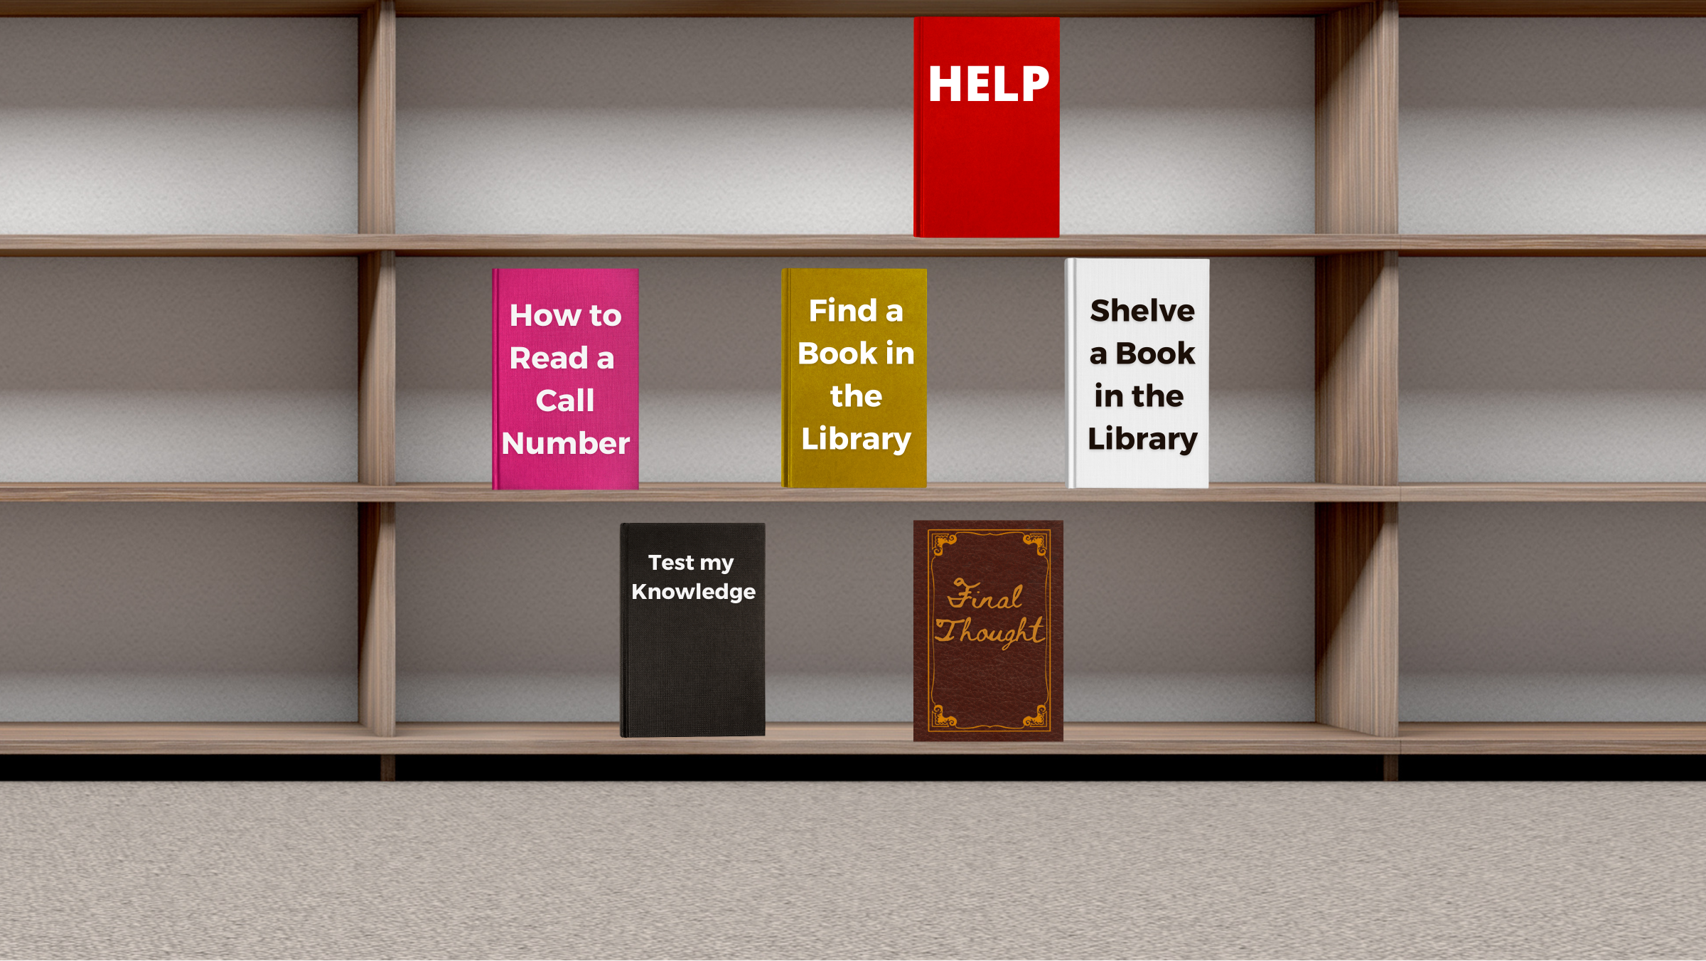 HELP
How to
Read a
Call
Number
Find a
Book in
the
Library
Shelve
a Book
in the
Library
Test my
Knowledge
Final
Thought